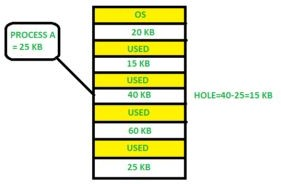 OS
20 KB
USED
15 KB
USED
40 KB
USED
60 KB
USED
25 KB
PROCESS A
= 25 KB
HOLE=40-25=15 KB